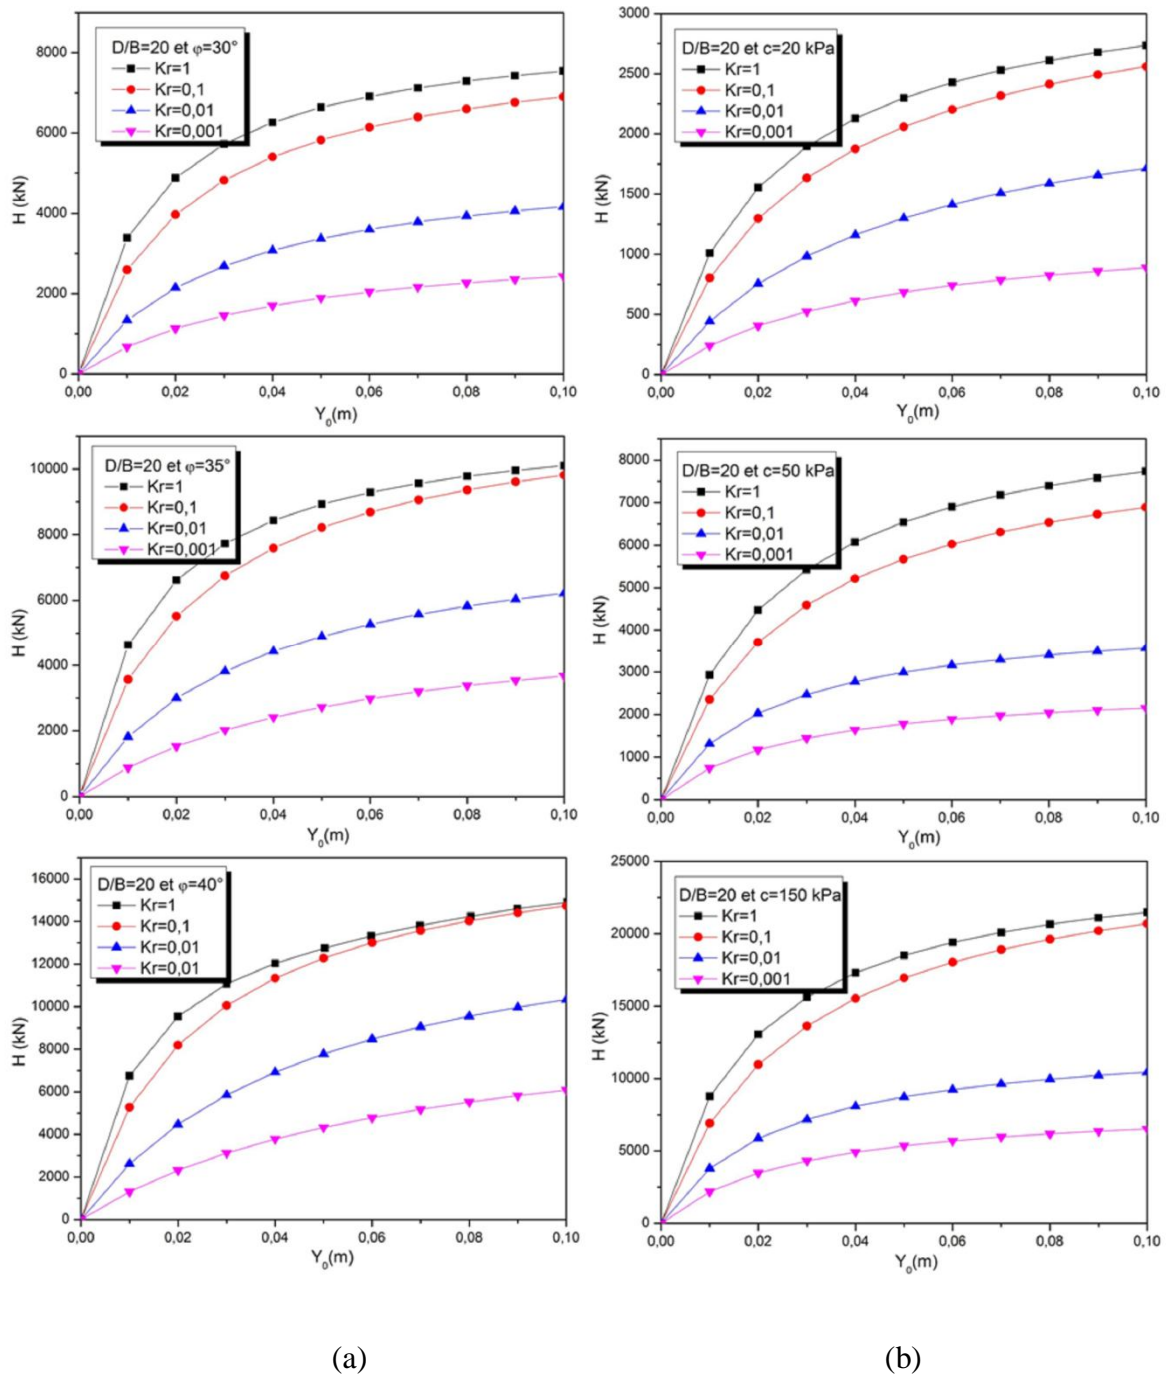 D/B=20 et φ=30°
Kr=1
Kr=0,1
Kr=0,01
Kr=0,001
8000
6000
4000
2000
0
H (kN)
0,00 0,02 0,04 0,06 0,08 0,10
Y0(m)
D/B=20 et c=20 kPa
Kr=1
Kr=0,1
Kr=0,01
Kr=0,001
3000
2500
2000
1500
1000
500
0
H (kN)
0,00 0,02 0,04 0,06 0,08 0,10
Y0(m)
D/B=20 et φ=35°
Kr=1
Kr=0,1
Kr=0,01
Kr=0,001
10000
8000
6000
4000
2000
0
H (kN)
0,00 0,02 0,04 0,06 0,08 0,10
Y0(m)
D/B=20 et c=50 kPa
Kr=1
Kr=0,1
Kr=0,01
Kr=0,001
8000
7000
6000
5000
4000
3000
2000
1000
0
H (kN)
0,00 0,02 0,04 0,06 0,08 0,10
Y0(m)
D/B=20 et φ=40°
Kr=1
Kr=0,1
Kr=0,01
Kr=0,01
16000
14000
12000
10000
8000
6000
4000
2000
0
H (kN)
0,00 0,02 0,04 0,06 0,08 0,10
Y0(m)
D/B=20 et c=150 kPa
Kr=1
Kr=0,1
Kr=0,01
Kr=0,001
25000
20000
15000
10000
5000
0
H (kN)
0,00 0,02 0,04 0,06 0,08 0,10
Y0(m)
(a) (b)